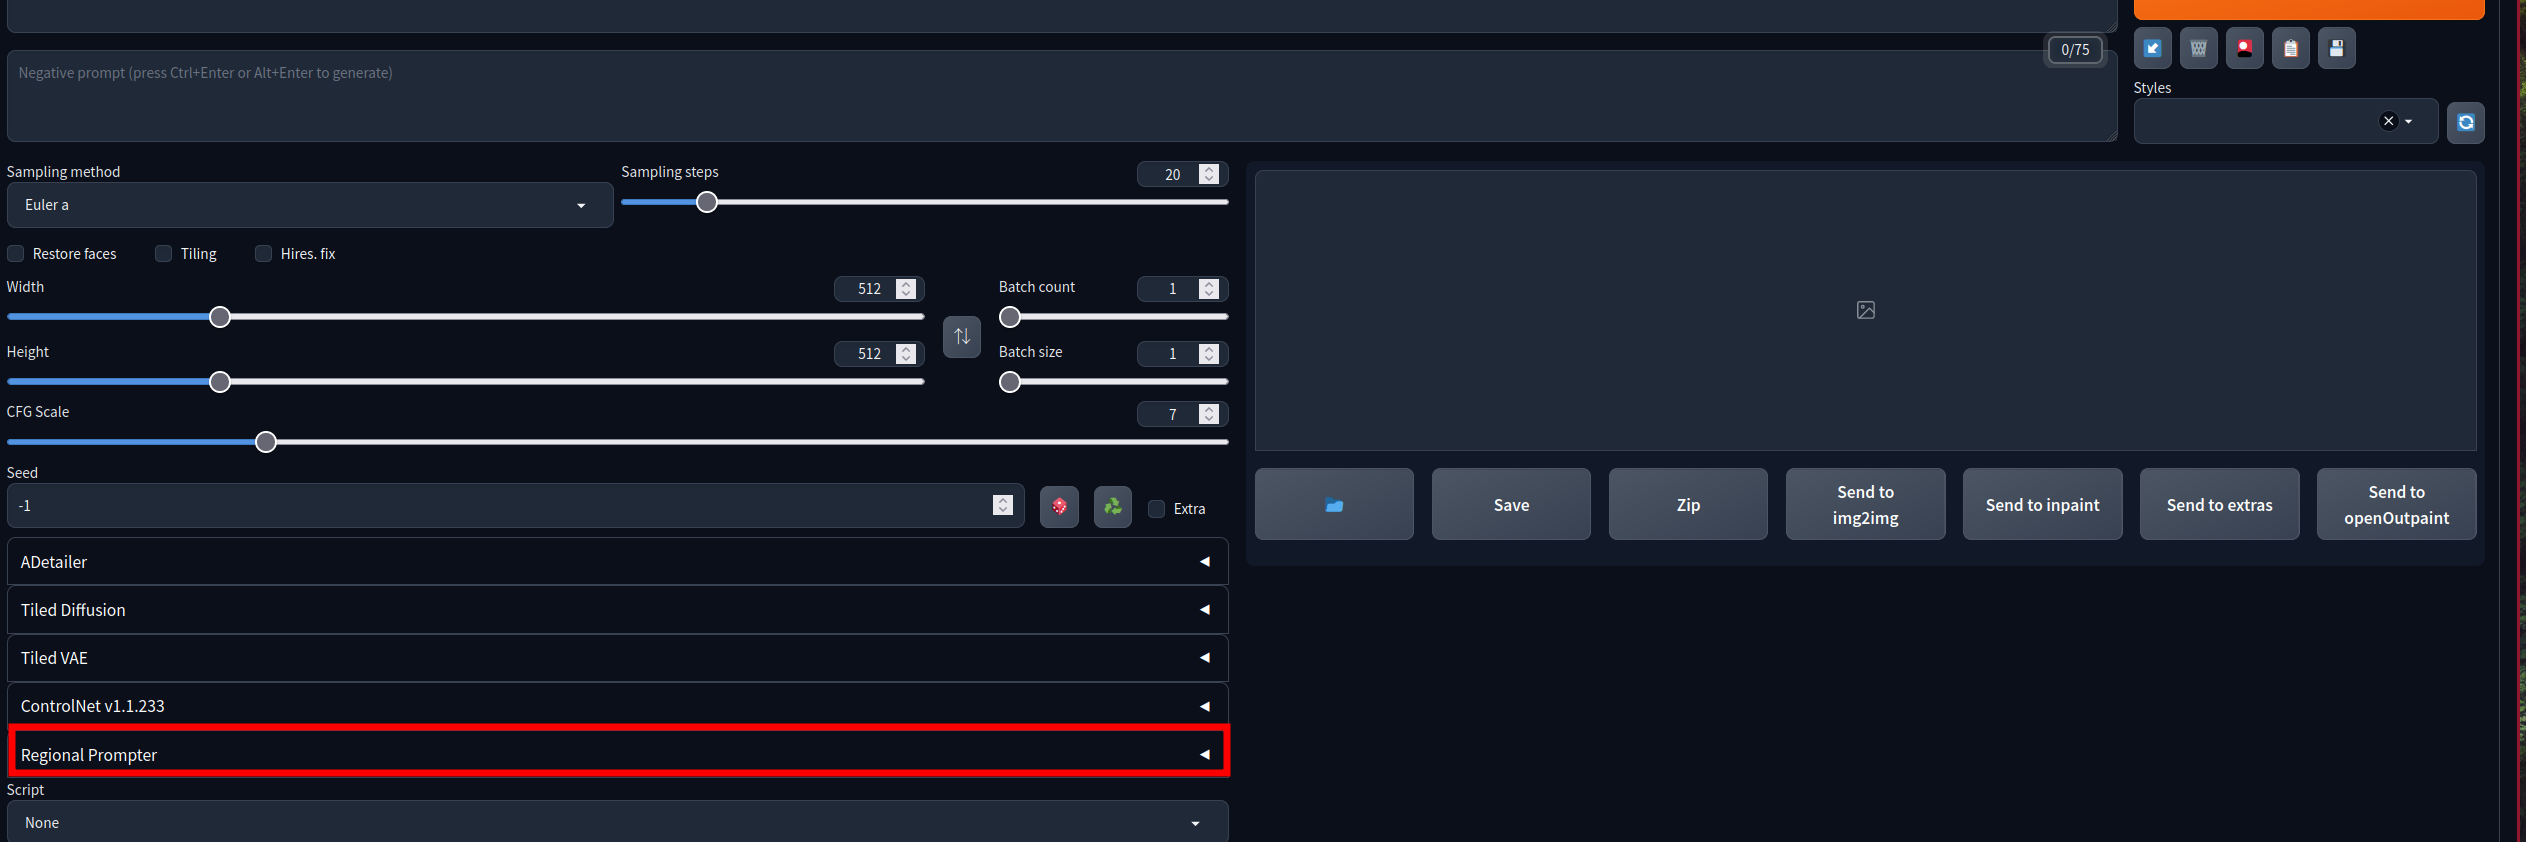 0/75
Negative prompt (press Ctrl+Enter or Alt+Enter to generate)
Styles
Sampling method
Euler a
Sampling steps
20
Restore faces
Tiling
Hires. fix
Width
512
Batch count
1
Height
512
Batch size
1
CFG Scale
7
Seed
-1
Extra
Save
Zip
Send to
img2img
Send to inpaint
Send to extras
Send to
openOutpaint
ADetailer
Tiled Diffusion
Tiled VAE
ControlNet v1.1.233
Regional Prompter
Script
None